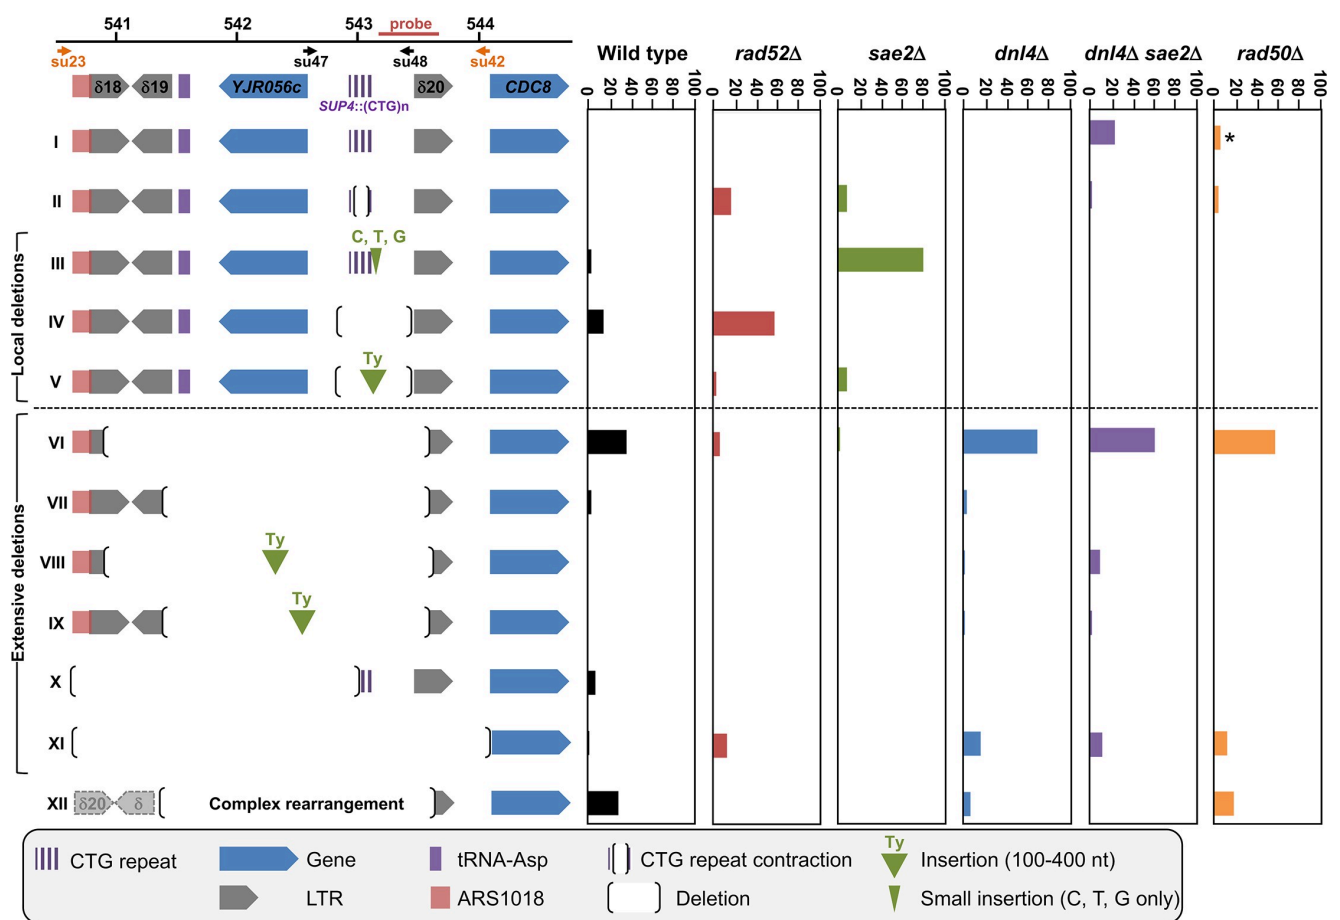 541 542 543 544
probe
su23 su47 su48 su42
Wild type rad52Δ sae2Δ dnl4Δ dnl4Δ sae2Δ rad50Δ
0 20 40 60 80 100 0 20 40 60 80 100 0 20 40 60 80 100 0 20 40 60 80 100 0 20 40 60 80 100 0 20 40 60 80 100
δ18 δ19 YJR056c δ20 CDC8
SUP4::(CTG)n
I *
II
C, T, G
III
IV
Ty
V
Local deletions
VI
VII
Ty
VIII
Ty
IX
X
XI
Extensive deletions
XII δ20 δ Complex rearrangement
CTG repeat Gene tRNA-Asp CTG repeat contraction Ty Insertion (100-400 nt)
LTR ARS1018 Deletion Small insertion (C, T, G only)